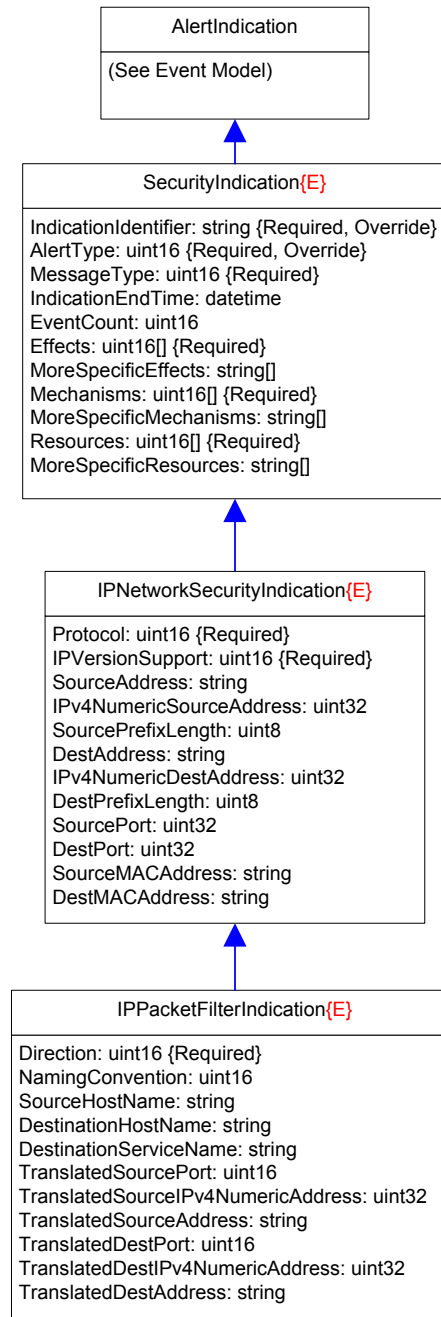 AlertIndication
(See Event Model)
SecurityIndication{E}
IndicationIdentifier: string {Required, Override}
AlertType: uint16 {Required, Override}
MessageType: uint16 {Required}
IndicationEndTime: datetime
EventCount: uint16
Effects: uint16[] {Required}
MoreSpecificEffects: string[]
Mechanisms: uint16[] {Required}
MoreSpecificMechanisms: string[]
Resources: uint16[] {Required}
MoreSpecificResources: string[]
IPNetworkSecurityIndication{E}
Protocol: uint16 {Required}
IPVersionSupport: uint16 {Required}
SourceAddress: string
IPv4NumericSourceAddress: uint32
SourcePrefixLength: uint8
DestAddress: string
IPv4NumericDestAddress: uint32
DestPrefixLength: uint8
SourcePort: uint32
DestPort: uint32
SourceMACAddress: string
DestMACAddress: string
IPPacketFilterIndication{E}
Direction: uint16 {Required}
NamingConvention: uint16
SourceHostName: string
DestinationHostName: string
DestinationServiceName: string
TranslatedSourcePort: uint16
TranslatedSourceIPv4NumericAddress: uint32
TranslatedSourceAddress: string
TranslatedDestPort: uint16
TranslatedDestIPv4NumericAddress: uint32
TranslatedDestAddress: string